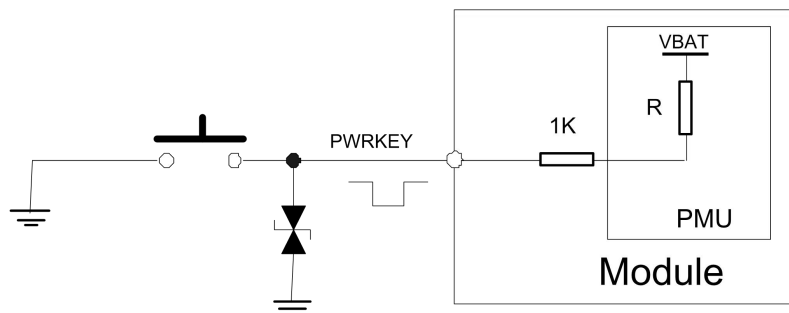 VBAT
R
1K
PWRKEY
PMU
Module